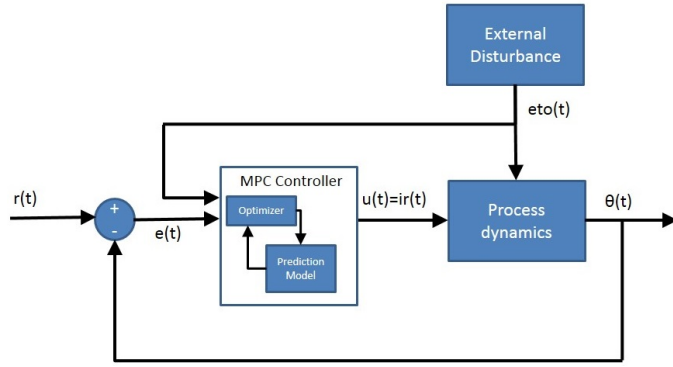 External
Disturbance
eto(t)
MPC Controller
r(t)
+
-
e(t)
Optimizer
Prediction
Model
u(t)=ir(t)
Process
dynamics
θ(t)